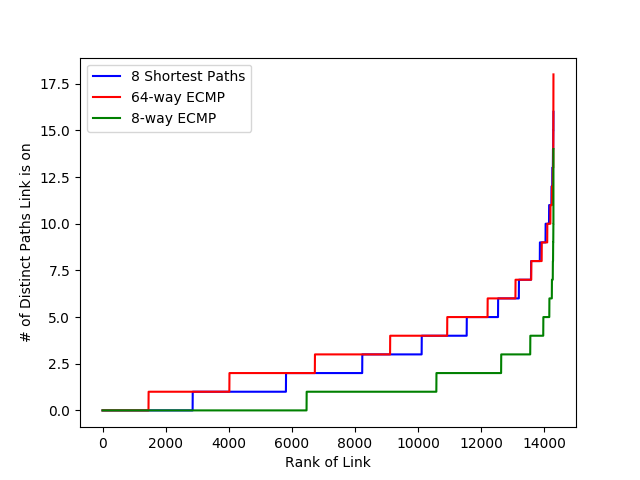 8 Shortest Paths
64-way ECMP
8-way ECMP
# of Distinct Paths Link is on
17.5
15.0
12.5
10.0
7.5
5.0
2.5
0.0
0 2000 4000 6000 8000 10000 12000 14000
Rank of Link